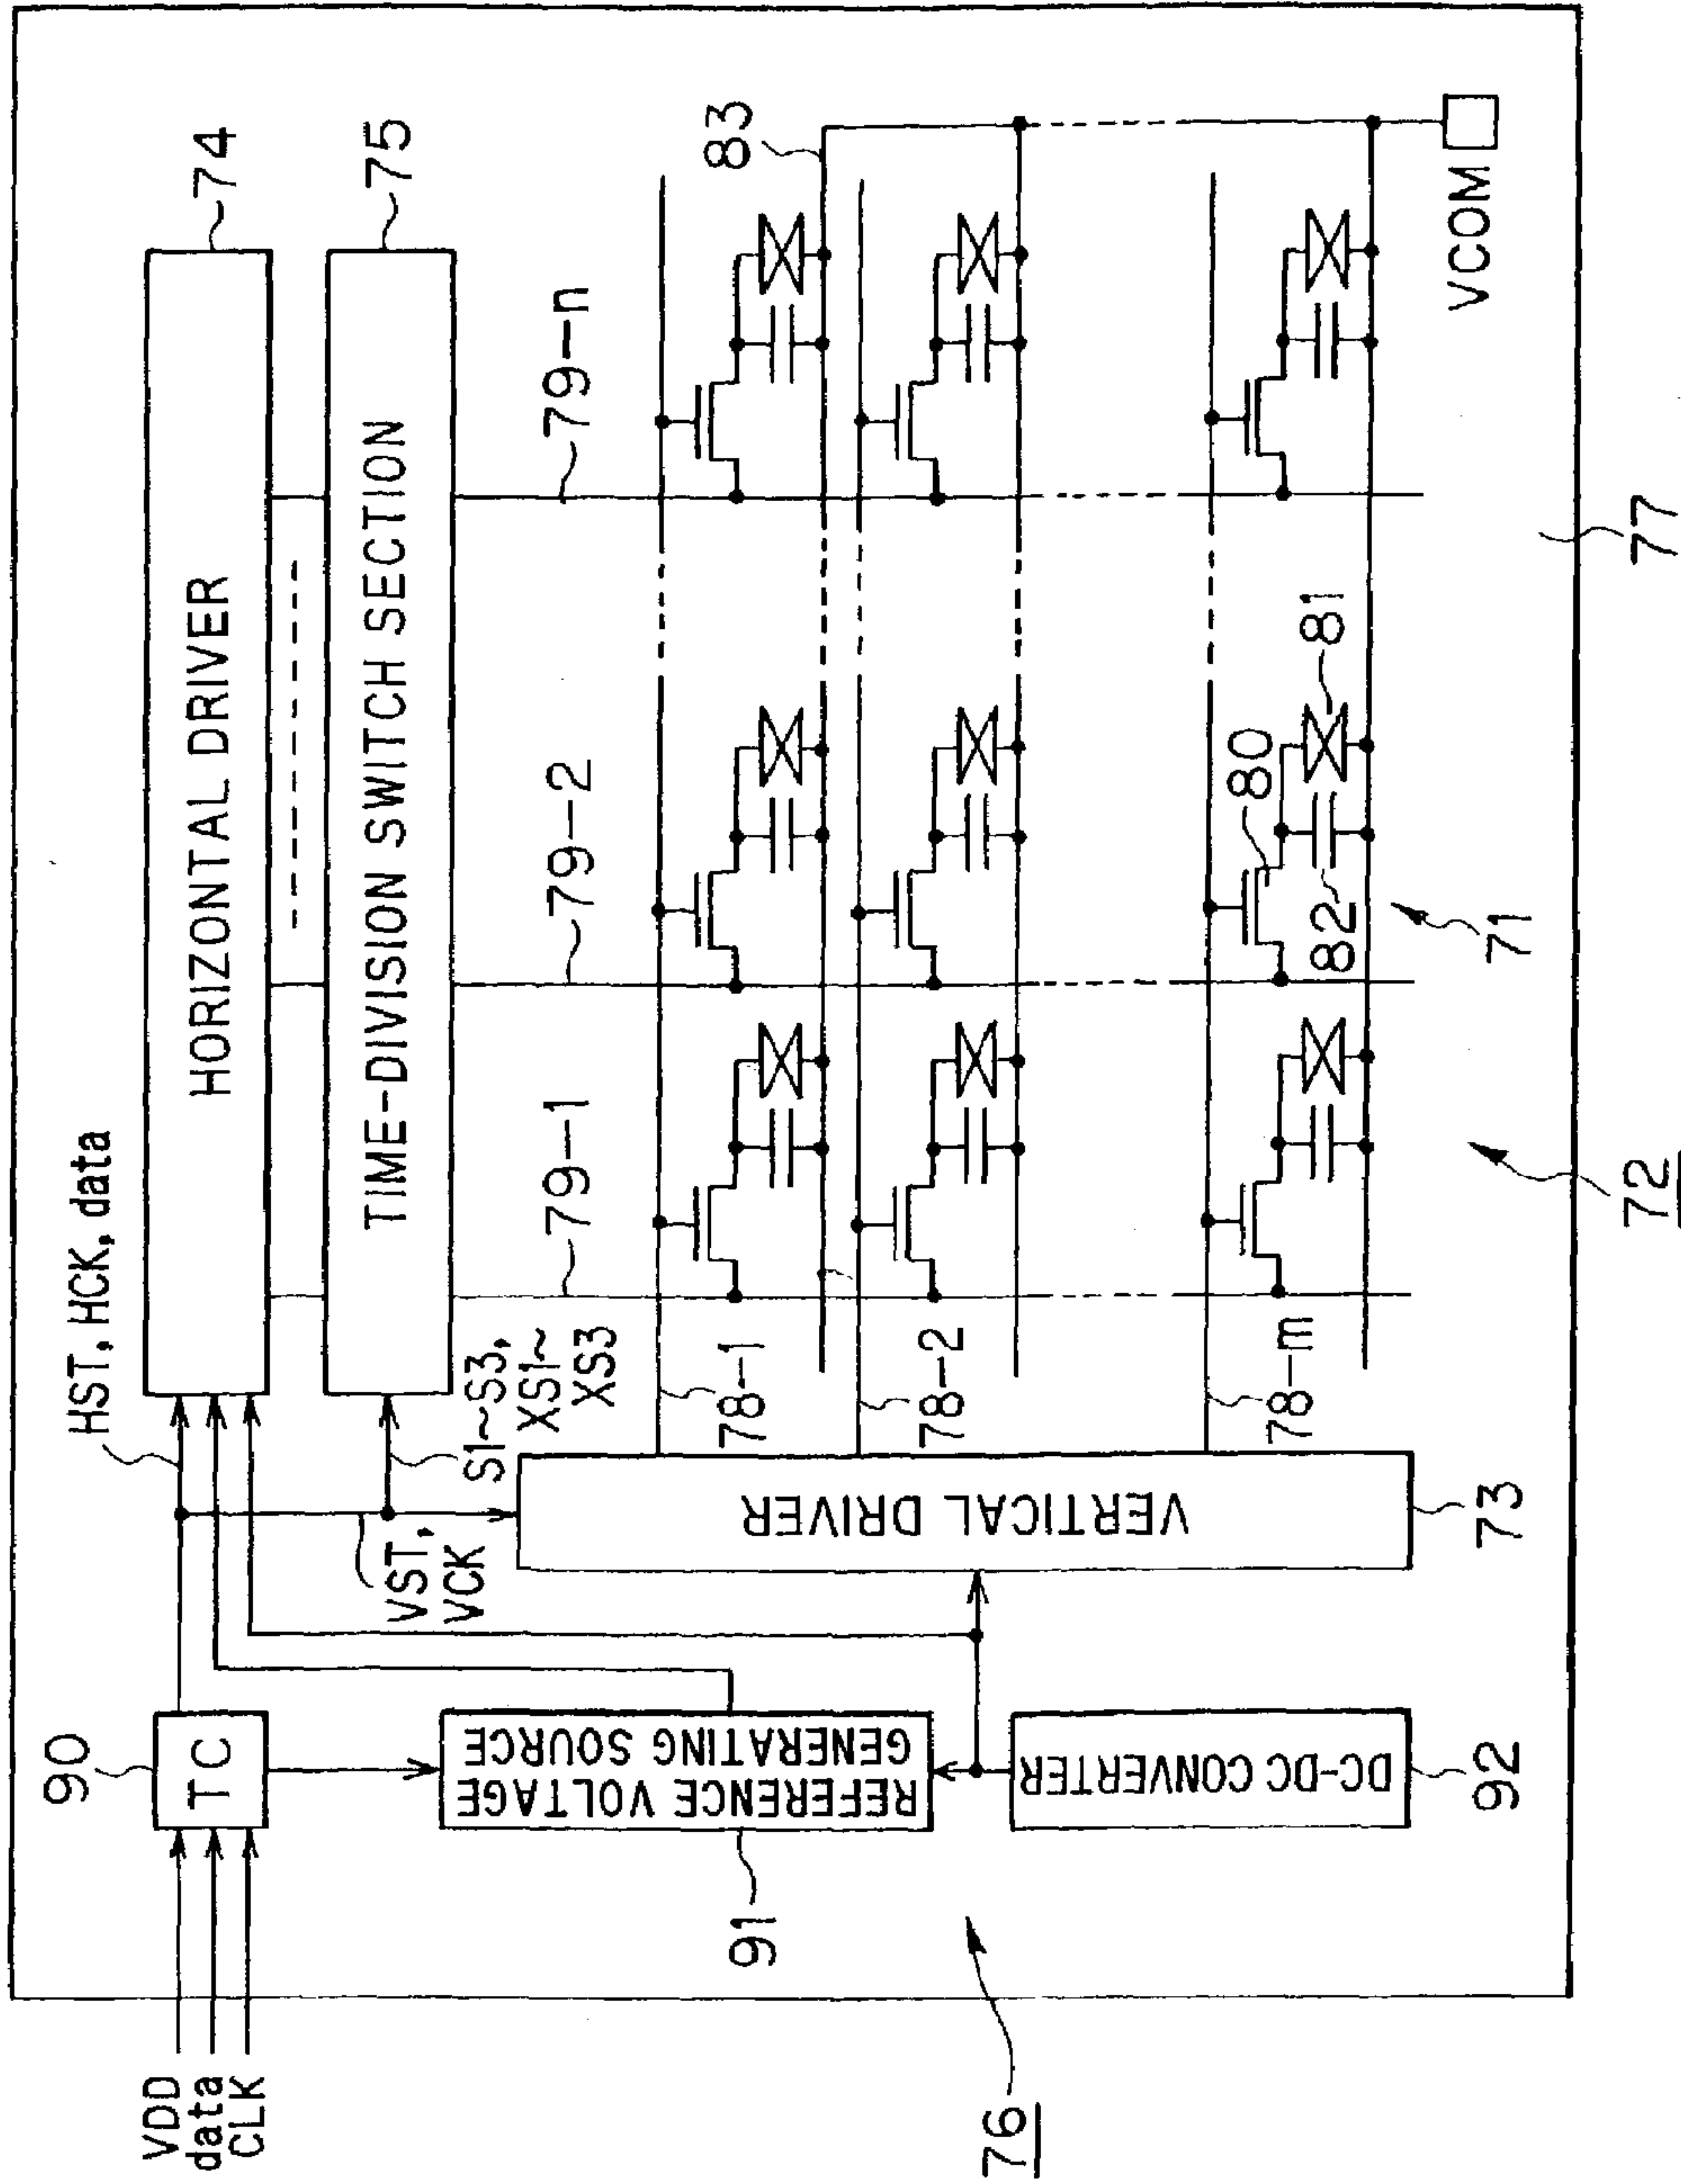 VDD
data
CLK
90
TC
HST, HCK, data
HORIZONTAL DRIVER
74
TIME-DIVISION SWITCH SECTION
75
VST,
VCK
S1~S3,
XS1~
XS3
79-1
79-2
79-n
83
91
REFERENCE VOLTAGE
GENERATING SOURCE
VERTICAL DRIVER
73
78-1
78-2
78-m
DC-DC CONVERTER
92
80
81
82
71
72
76
77
VCOM